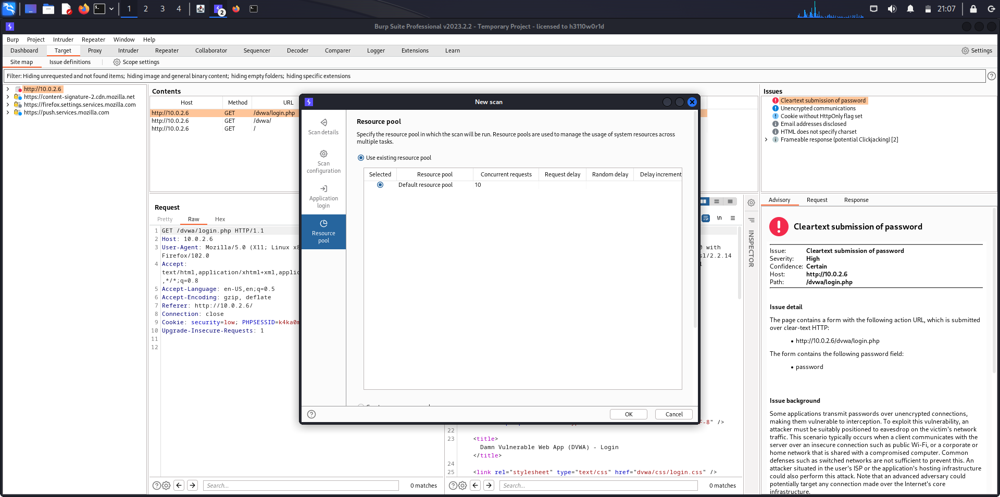 1 2 3 4
2
21:07
Burp Suite Professional v2023.2.2 - Temporary Project - licensed to h3110w0r1d
Burp Project Intruder Repeater Window Help
Dashboard Target Proxy Intruder Repeater Collaborator Sequencer Decoder Comparer Logger Extensions Learn Settings
Site map Issue definitions Scope settings
Filter: Hiding unrequested and not found items; hiding image and general binary content; hiding empty folders; hiding specific extensions
http://10.0.2.6
https://content-signature-2.cdn.mozilla.net
https://firefox.settings.services.mozilla.com
https://push.services.mozilla.com
Contents
Host Method URL
http://10.0.2.6 GET /dvwa/login.php
http://10.0.2.6 GET /dvwa/
http://10.0.2.6 GET /
Request
Pretty Raw Hex
1 GET /dvwa/login.php HTTP/1.1
2 Host: 10.0.2.6
3 User-Agent: Mozilla/5.0 (X11; Linux
Firefox/102.0
4 Accept:
text/html,application/xhtml+xml,
,*/*;q=0.8
5 Accept-Language: en-US,en;q=0.5
6 Accept-Encoding: gzip, deflate
7 Referer: http://10.0.2.6/
8 Connection: close
9 Cookie: security=low; PHPSESSID=k4ka0
10 Upgrade-Insecure-Requests: 1
11
12
Search... 0 matches
New scan
Scan details
Scan
configuration
Application
login
Resource
pool
Resource pool
Specify the resource pool in which the scan will be run. Resource pools are used to manage the usage of system resources across
multiple tasks.
Use existing resource pool
Selected Resource pool Concurrent requests Request delay Random delay Delay increment
Default resource pool 10
OK Cancel
\n
with
sl/2.2.14
INSPECTOR
F-8" />
22
23 <title>
Damn Vulnerable Web App (DVWA) - Login
</title>
24
25 <link rel="stylesheet" type="text/css" href="dvwa/css/login.css" />
Search... 0 matches
Issues
Cleartext submission of password
Unencrypted communications
Cookie without HttpOnly flag set
Email addresses disclosed
HTML does not specify charset
Frameable response (potential Clickjacking) [2]
Advisory Request Response
Cleartext submission of password
Issue: Cleartext submission of password
Severity: High
Confidence: Certain
Host: http://10.0.2.6
Path: /dvwa/login.php
Issue detail
The page contains a form with the following action URL, which is submitted
over clear-text HTTP:
• http://10.0.2.6/dvwa/login.php
The form contains the following password field:
• password
Issue background
Some applications transmit passwords over unencrypted connections,
making them vulnerable to interception. To exploit this vulnerability, an
attacker must be suitably positioned to eavesdrop on the victim's network
traffic. This scenario typically occurs when a client communicates with the
server over an insecure connection such as public Wi-Fi, or a corporate or
home network that is shared with a compromised computer. Common
defenses such as switched networks are not sufficient to prevent this. An
attacker situated in the user's ISP or the application's hosting infrastructure
could also perform this attack. Note that an advanced adversary could
potentially target any connection made over the Internet's core
infrastructure.